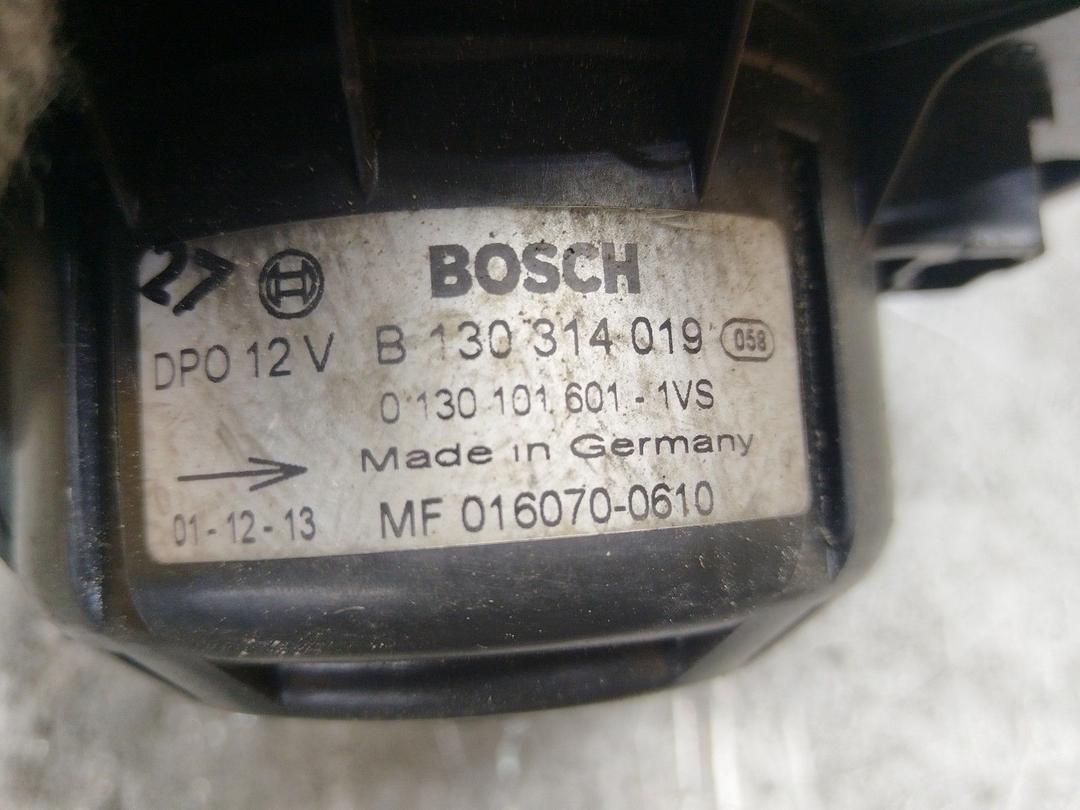 27 BOSCH
DPO 12 V B 130 314 019 058
0 130 101 601 - 1VS
Made in Germany
01-12-13 MF 016070-0610